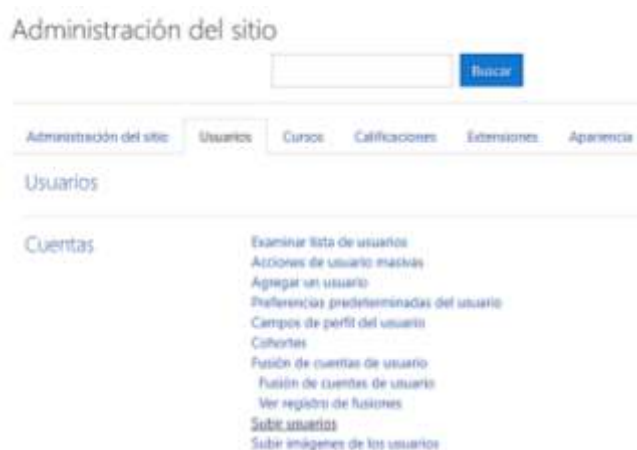 Administración del sitio
Buscar
Administración del sitio Usuarios Cursos Calificaciones Extensiones Apariencia
Usuarios
Cuentas
Examinar lista de usuarios
Acciones de usuario masivas
Agregar un usuario
Preferencias predeterminadas del usuario
Campos de perfil del usuario
Cohortes
Fusión de cuentas de usuario
Fusión de cuentas de usuario
Ver registro de fusiones
Subir usuarios
Subir imágenes de los usuarios